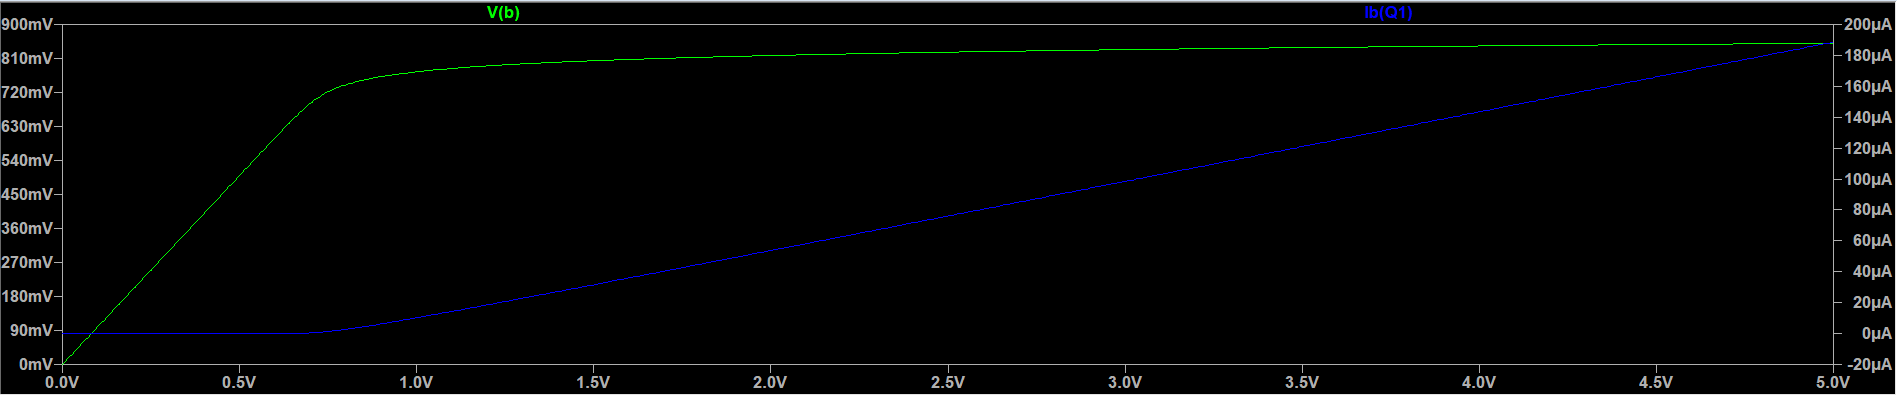 V(b) Ib(Q1)
900mV 200µA
810mV 180µA
720mV 160µA
630mV 140µA
540mV 120µA
450mV 100µA
360mV 80µA
270mV 60µA
180mV 40µA
90mV 20µA
0mV 0µA
-20µA
0.0V 0.5V 1.0V 1.5V 2.0V 2.5V 3.0V 3.5V 4.0V 4.5V 5.0V